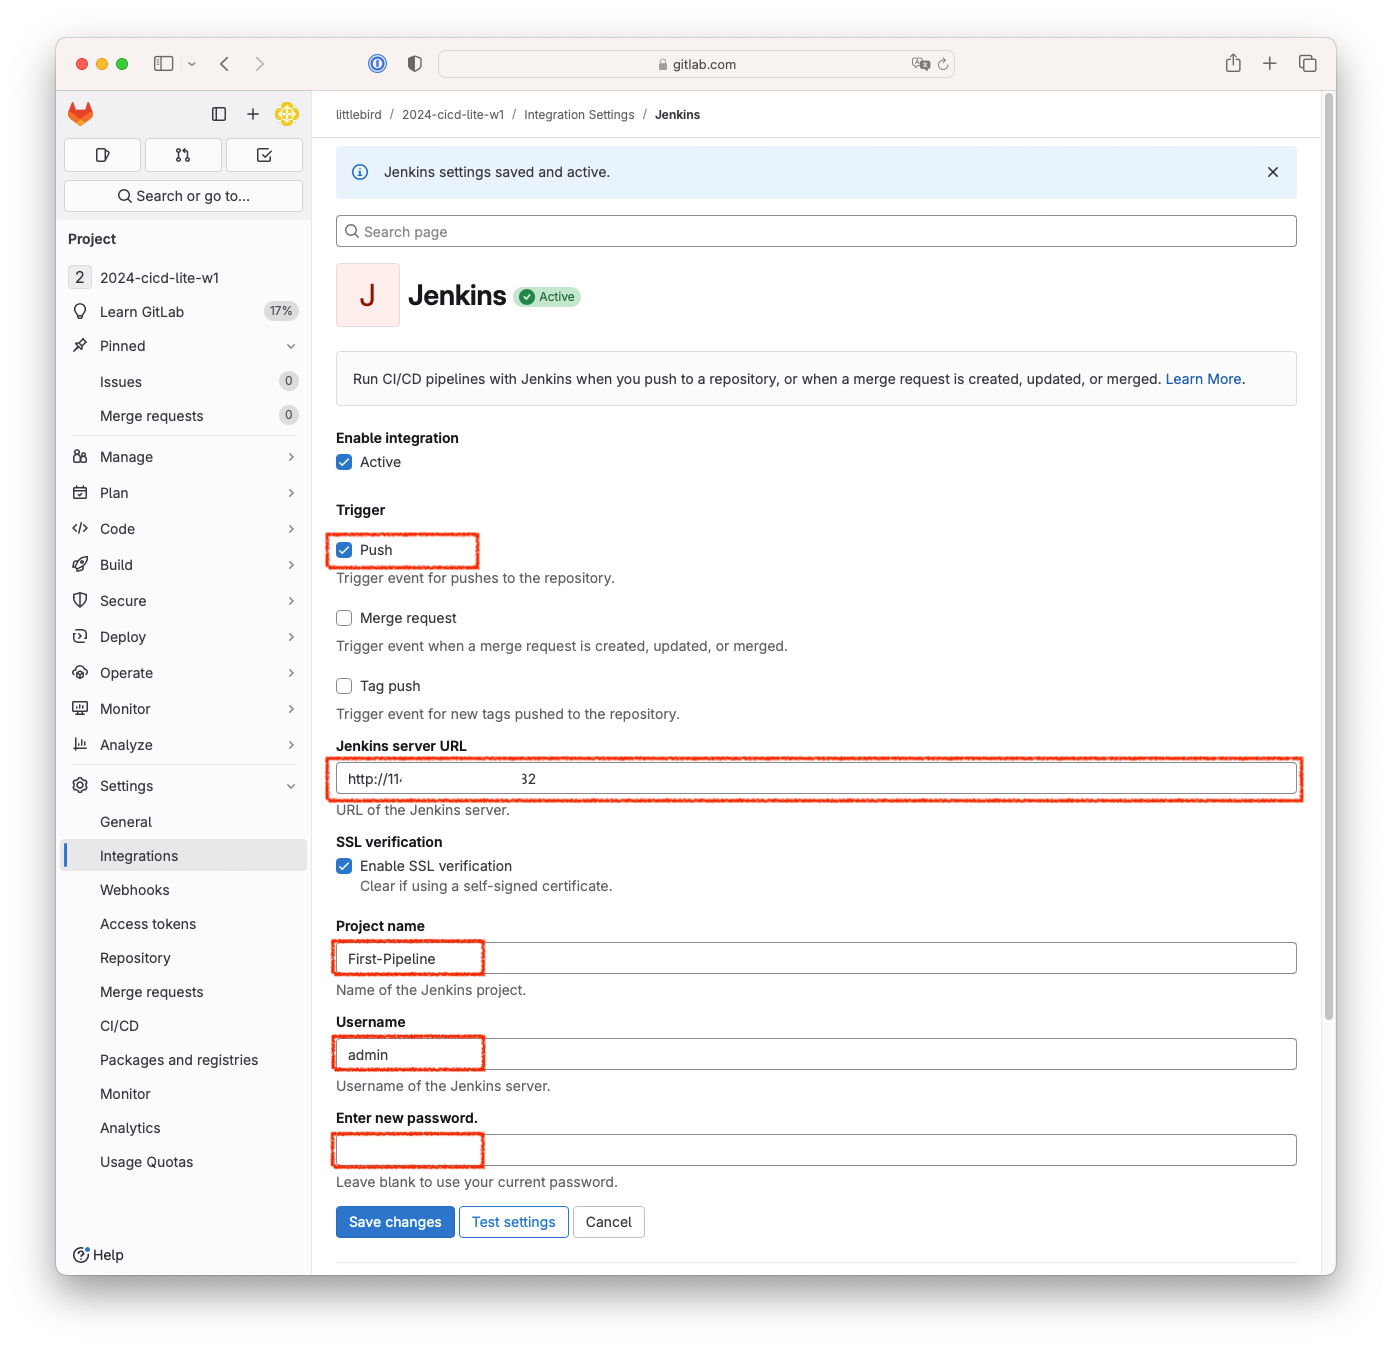 gitlab.com
littlebird / 2024-cicd-lite-w1 / Integration Settings / Jenkins
Jenkins settings saved and active.
Search or go to...
Search page
Project
2 2024-cicd-lite-w1
Learn GitLab 17%
Pinned
Issues 0
Merge requests 0
Manage
Plan
Code
Build
Secure
Deploy
Operate
Monitor
Analyze
Settings
General
Integrations
Webhooks
Access tokens
Repository
Merge requests
CI/CD
Packages and registries
Monitor
Analytics
Usage Quotas
Help
J Jenkins Active
Run CI/CD pipelines with Jenkins when you push to a repository, or when a merge request is created, updated, or merged. Learn More.
Enable integration
Active
Trigger
Push
Trigger event for pushes to the repository.
Merge request
Trigger event when a merge request is created, updated, or merged.
Tag push
Trigger event for new tags pushed to the repository.
Jenkins server URL
http://11
URL of the Jenkins server.
SSL verification
Enable SSL verification
Clear if using a self-signed certificate.
Project name
First-Pipeline
Name of the Jenkins project.
Username
admin
Username of the Jenkins server.
Enter new password.
Leave blank to use your current password.
Save changes Test settings Cancel